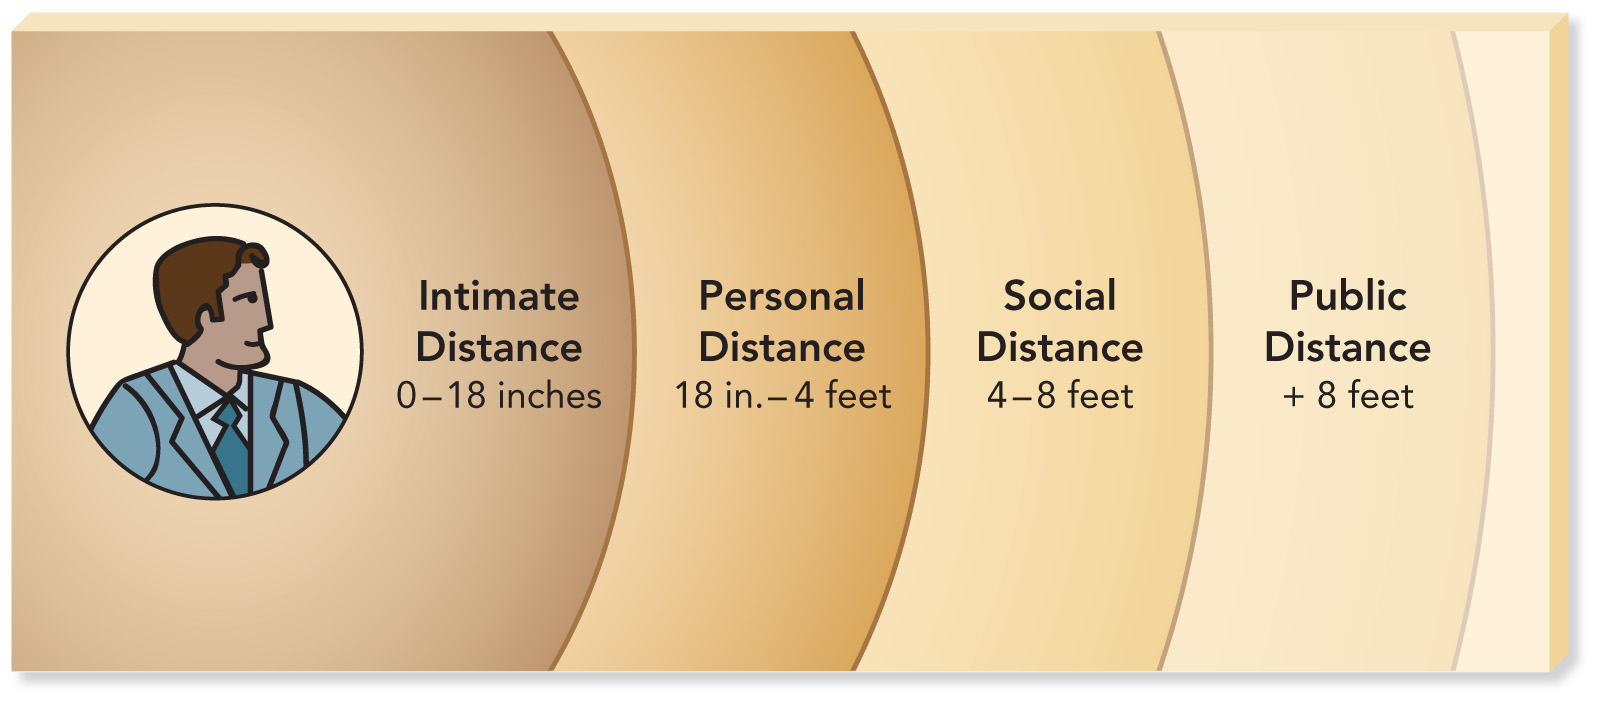 Intimate
Distance
0–18 inches
Personal
Distance
18 in.–4 feet
Social
Distance
4–8 feet
Public
Distance
+ 8 feet